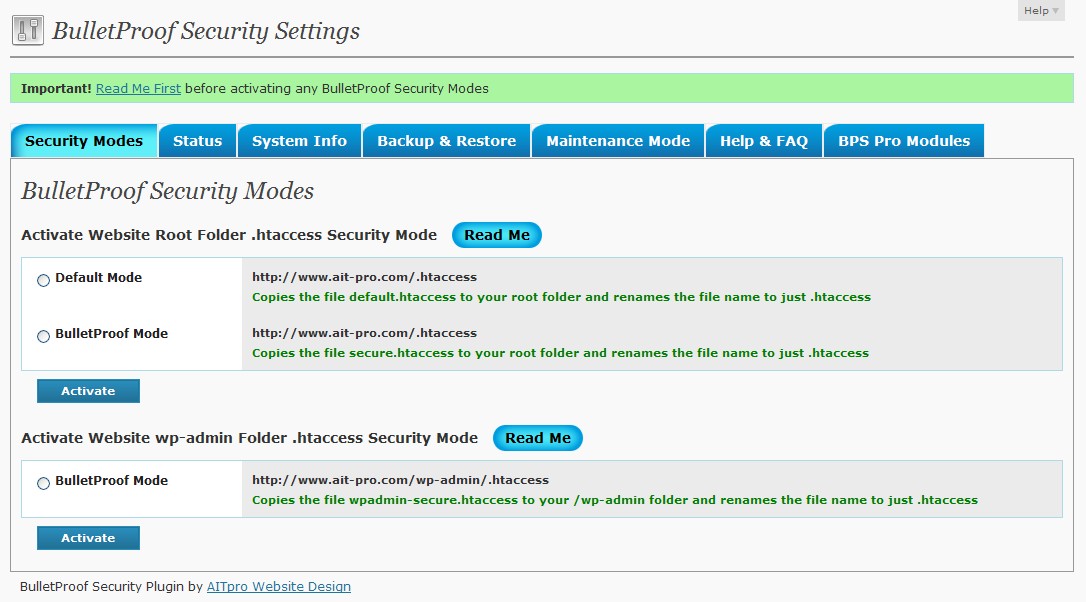 Help
BulletProof Security Settings
Important! Read Me First before activating any BulletProof Security Modes
Security Modes Status System Info Backup & Restore Maintenance Mode Help & FAQ BPS Pro Modules
BulletProof Security Modes
Activate Website Root Folder .htaccess Security Mode Read Me
Default Mode http://www.ait-pro.com/.htaccess
Copies the file default.htaccess to your root folder and renames the file name to just .htaccess
BulletProof Mode http://www.ait-pro.com/.htaccess
Copies the file secure.htaccess to your root folder and renames the file name to just .htaccess
Activate
Activate Website wp-admin Folder .htaccess Security Mode Read Me
BulletProof Mode http://www.ait-pro.com/wp-admin/.htaccess
Copies the file wpadmin-secure.htaccess to your /wp-admin folder and renames the file name to just .htaccess
Activate
BulletProof Security Plugin by AITpro Website Design